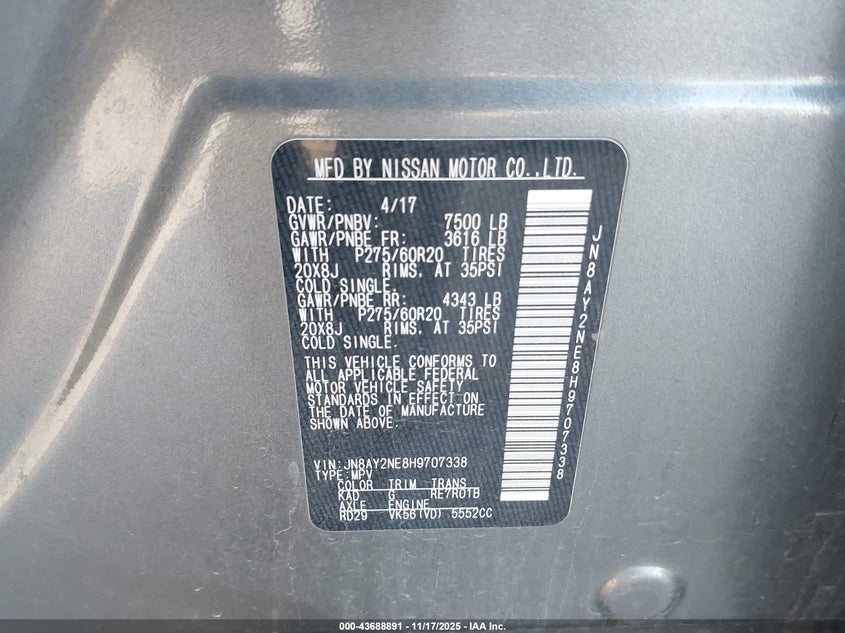 MFD BY NISSAN MOTOR CO.,LTD.
DATE: 4/17
GVWR/PNBV: 7500 LB
GAWR/PNBE FR: 3616 LB
WITH P275/60R20 TIRES
20X8J RIMS. AT 35PSI
COLD SINGLE.
GAWR/PNBE RR: 4343 LB
WITH P275/60R20 TIRES
20X8J RIMS. AT 35PSI
COLD SINGLE.
THIS VEHICLE CONFORMS TO
ALL APPLICABLE FEDERAL
MOTOR VEHICLE SAFETY
STANDARDS IN EFFECT ON
THE DATE OF MANUFACTURE
SHOWN ABOVE.
VIN: JN8AY2NE8H9707338
TYPE: MPV
COLOR TRIM TRANS
KAD G RE7R01B
AXLE ENGINE
RD29 VK56(VD) 5552CC
JN8AY2NE8H9707338
000-43688891 - 11/17/2025 - IAA Inc.